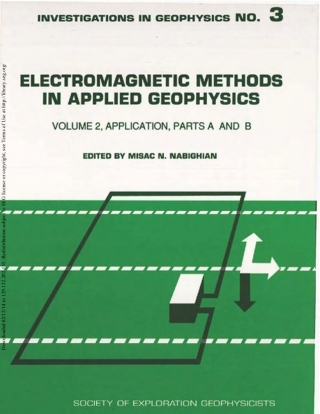 INVESTIGATIONS IN GEOPHYSICS NO. 3
ELECTROMAGNETIC METHODS
IN APPLIED GEOPHYSICS
VOLUME 2, APPLICATION, PARTS A AND B
EDITED BY MISAC N. NABIGHIAN
SOCIETY OF EXPLORATION GEOPHYSICISTS